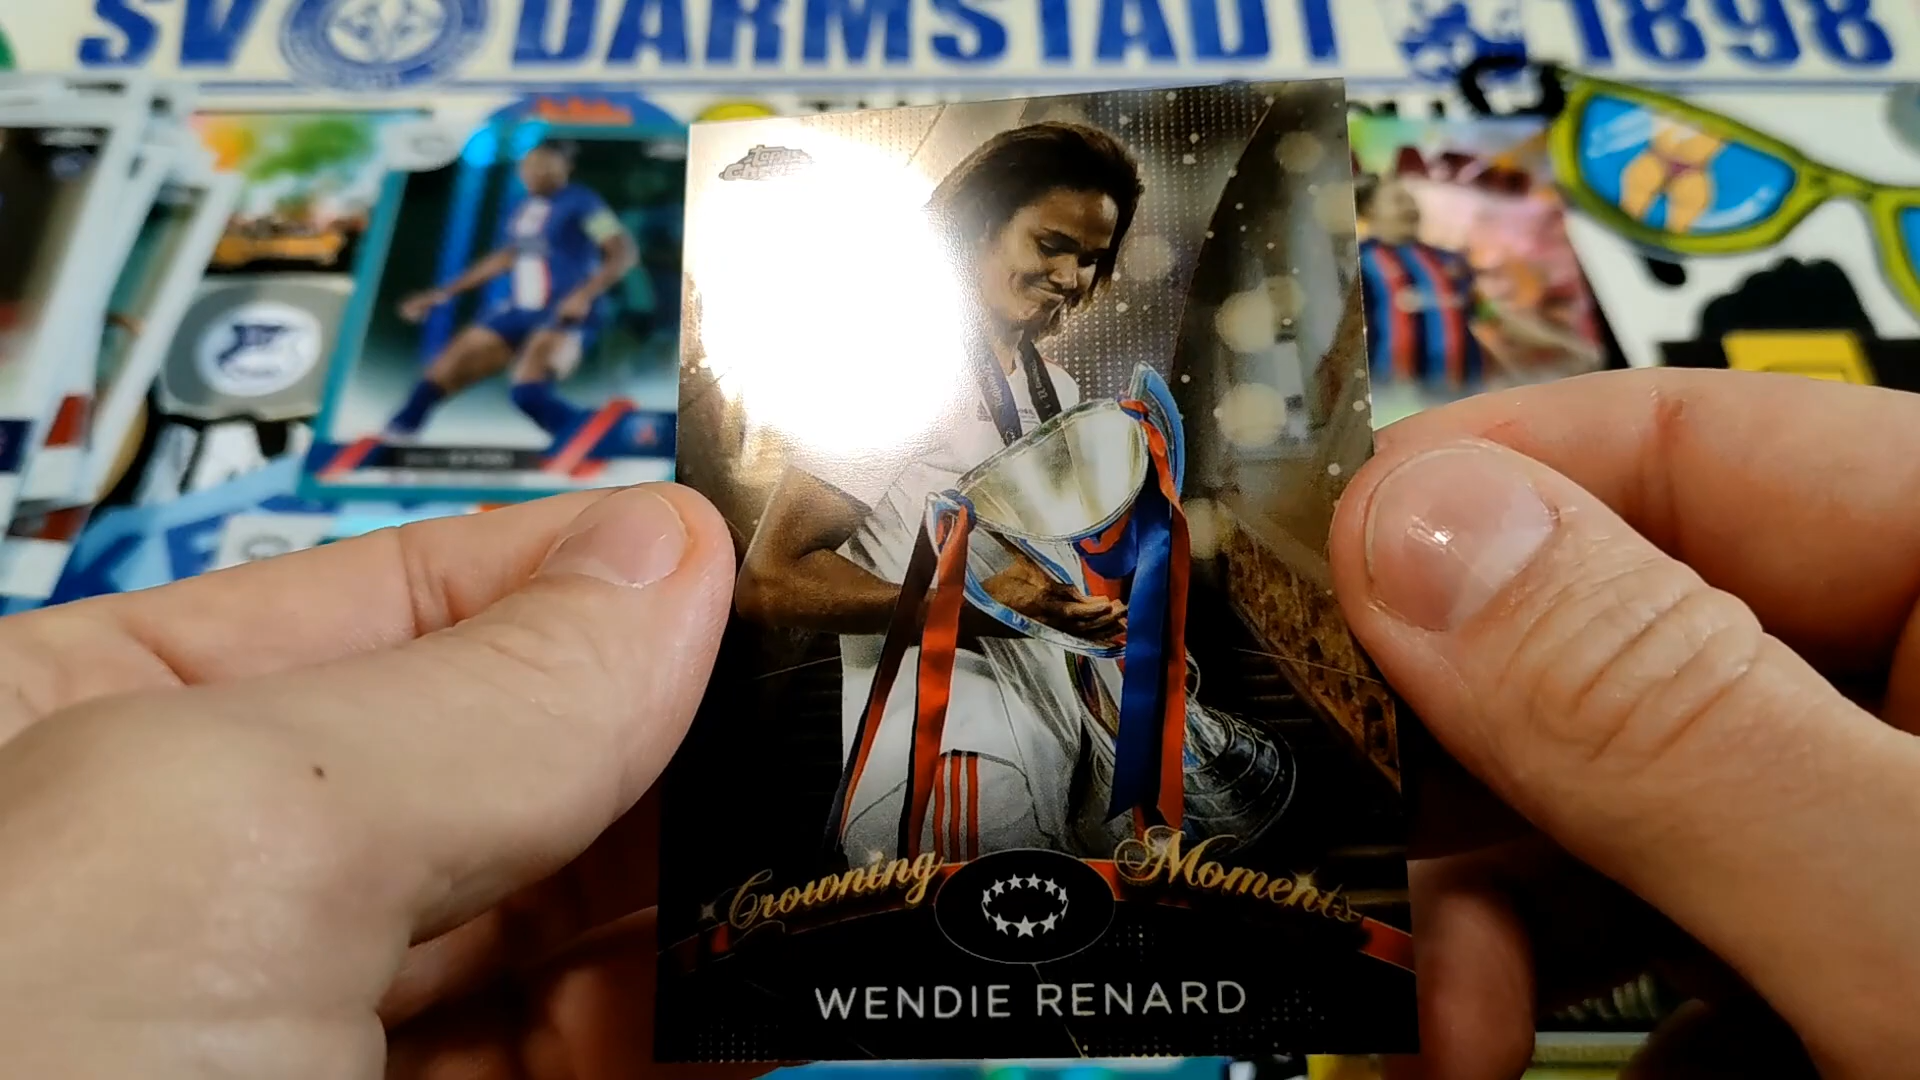 SV DARMSTADT 1898
Topps
Chrome
Crowning Moments
WENDIE RENARD